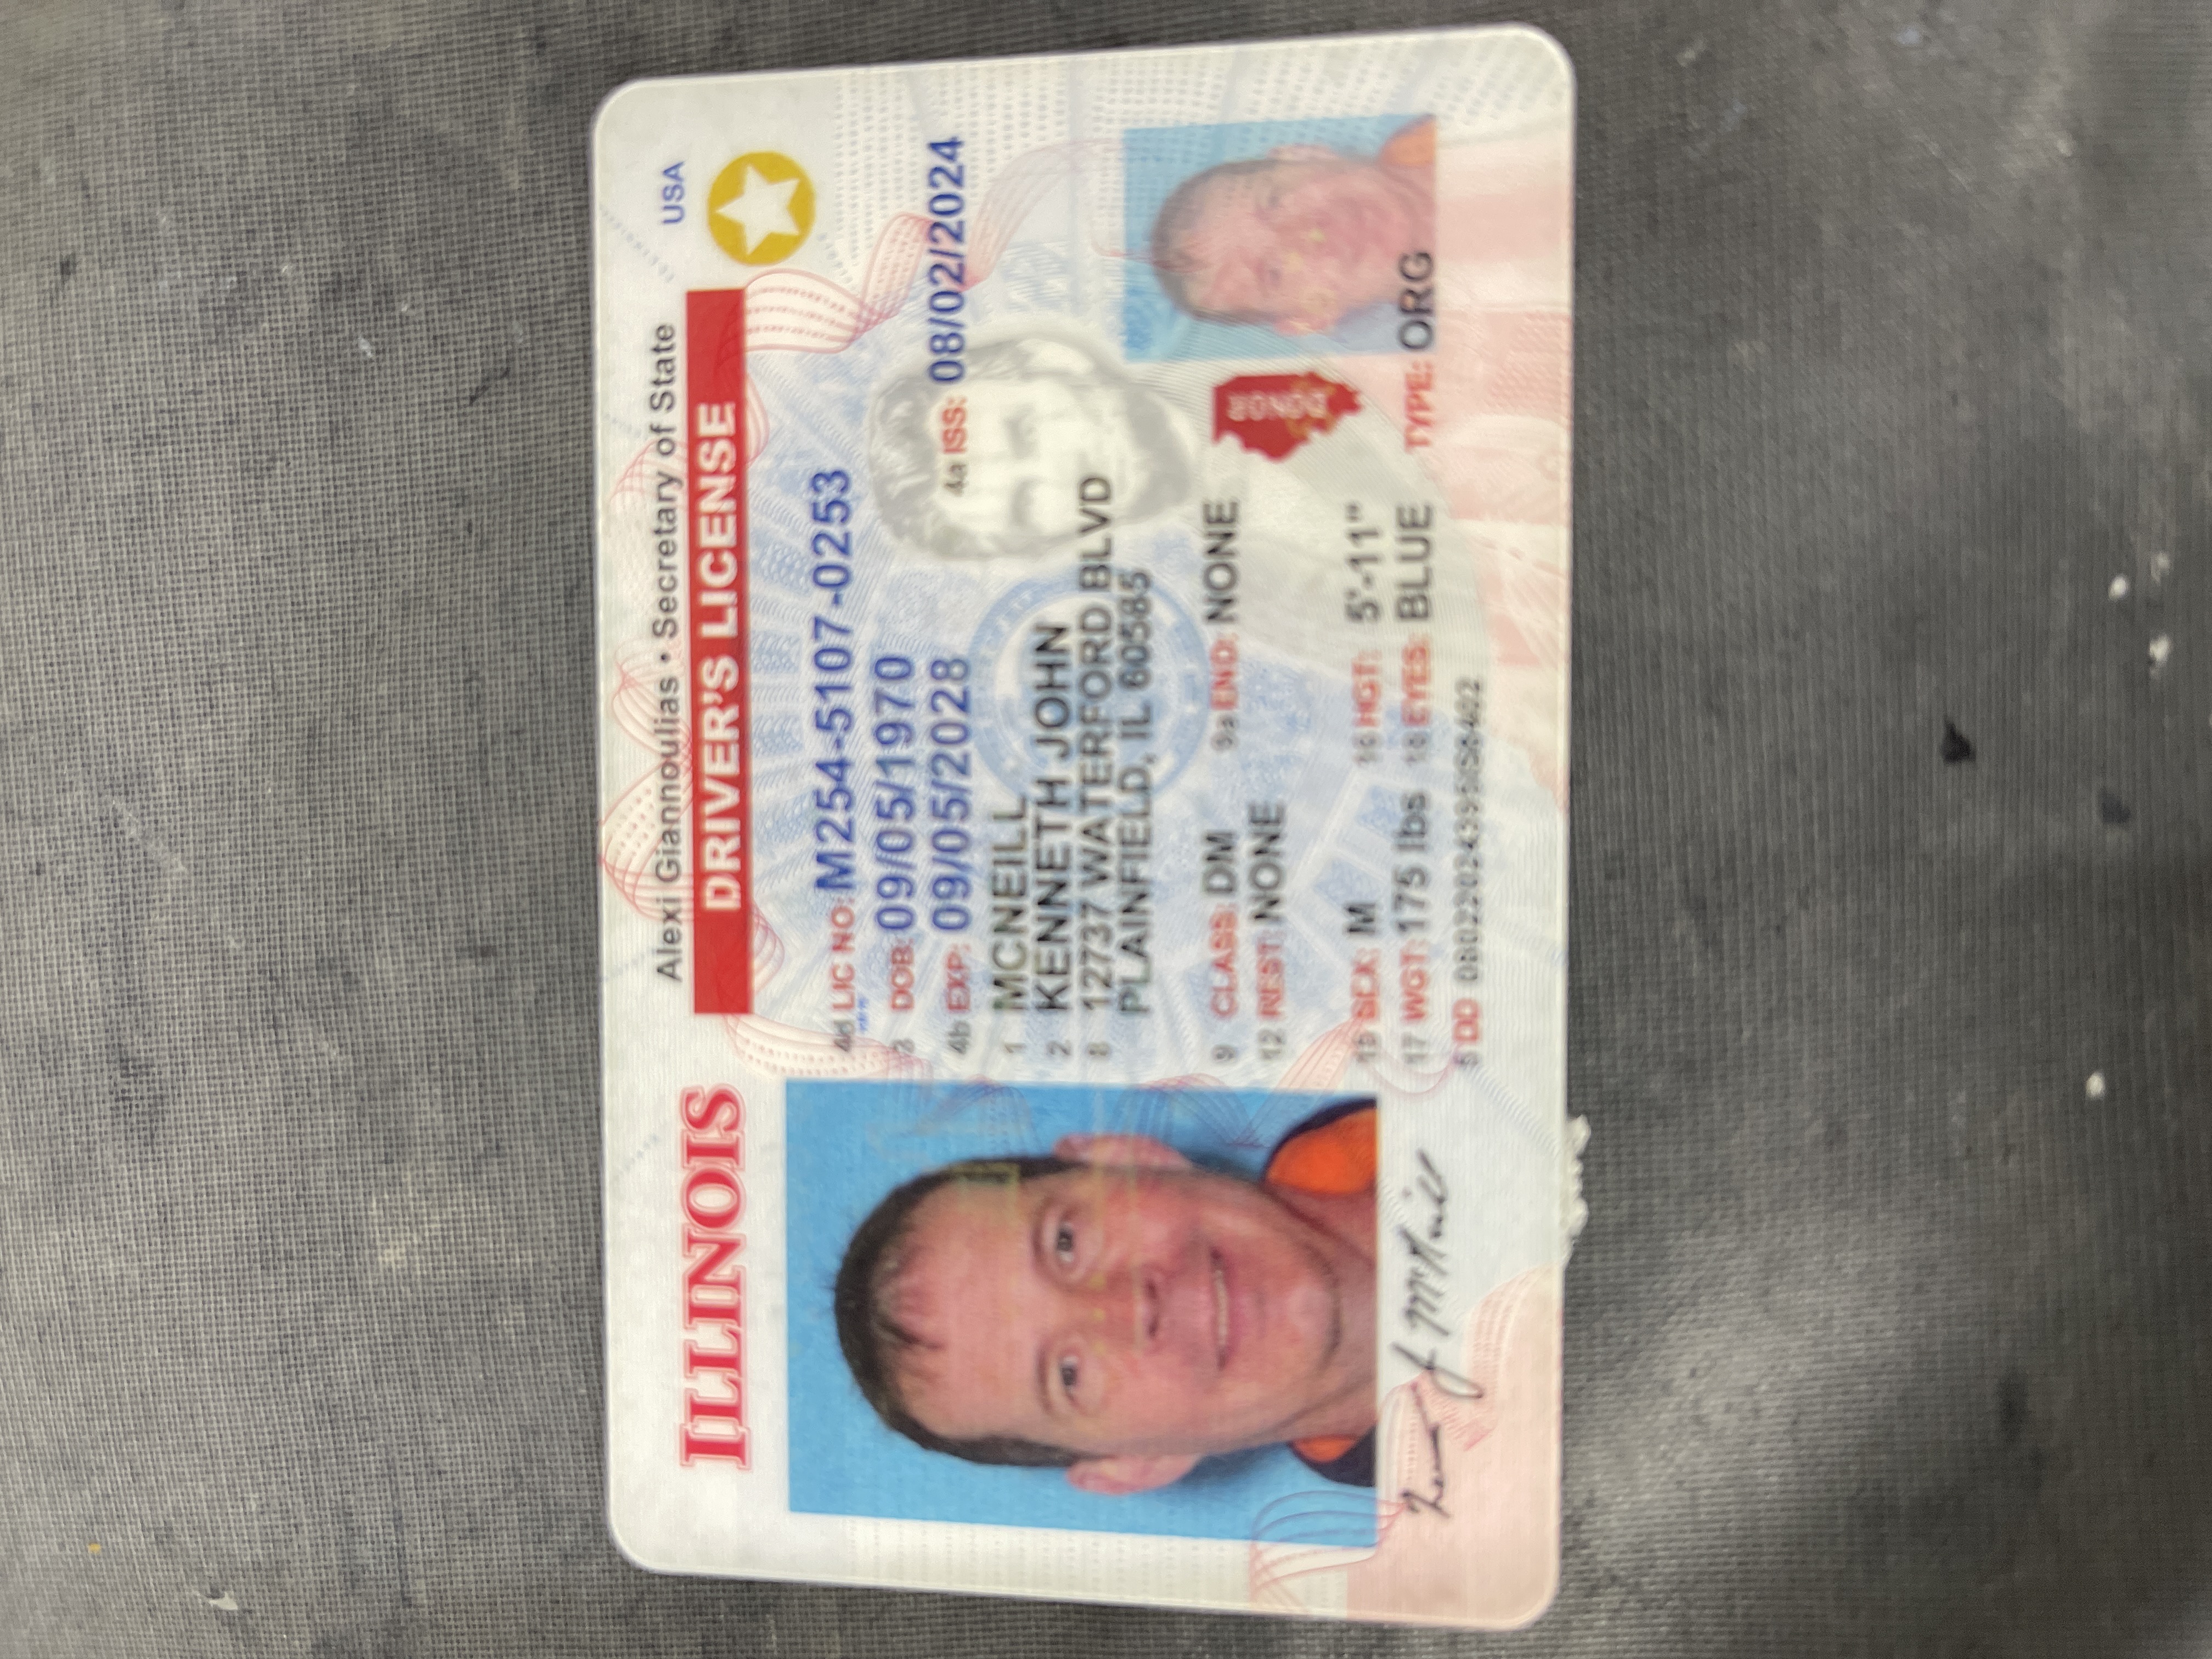 ILLINOIS
Alexi Giannoulias • Secretary of State
USA
DRIVER'S LICENSE
4d LIC NO: M254-5107-0253
3 DOB: 09/05/1970
4b EXP: 09/05/2028
4a ISS: 08/02/2024
1 MCNEILL
2 KENNETH JOHN
8 12737 WATERFORD BLVD
PLAINFIELD, IL 60585
9 CLASS: DM 9a END: NONE
12 REST: NONE
DONOR
15 SEX: M 16 HGT: 5'-11"
17 WGT: 175 lbs 18 EYES: BLUE TYPE: ORG
J McNeill
5 DD